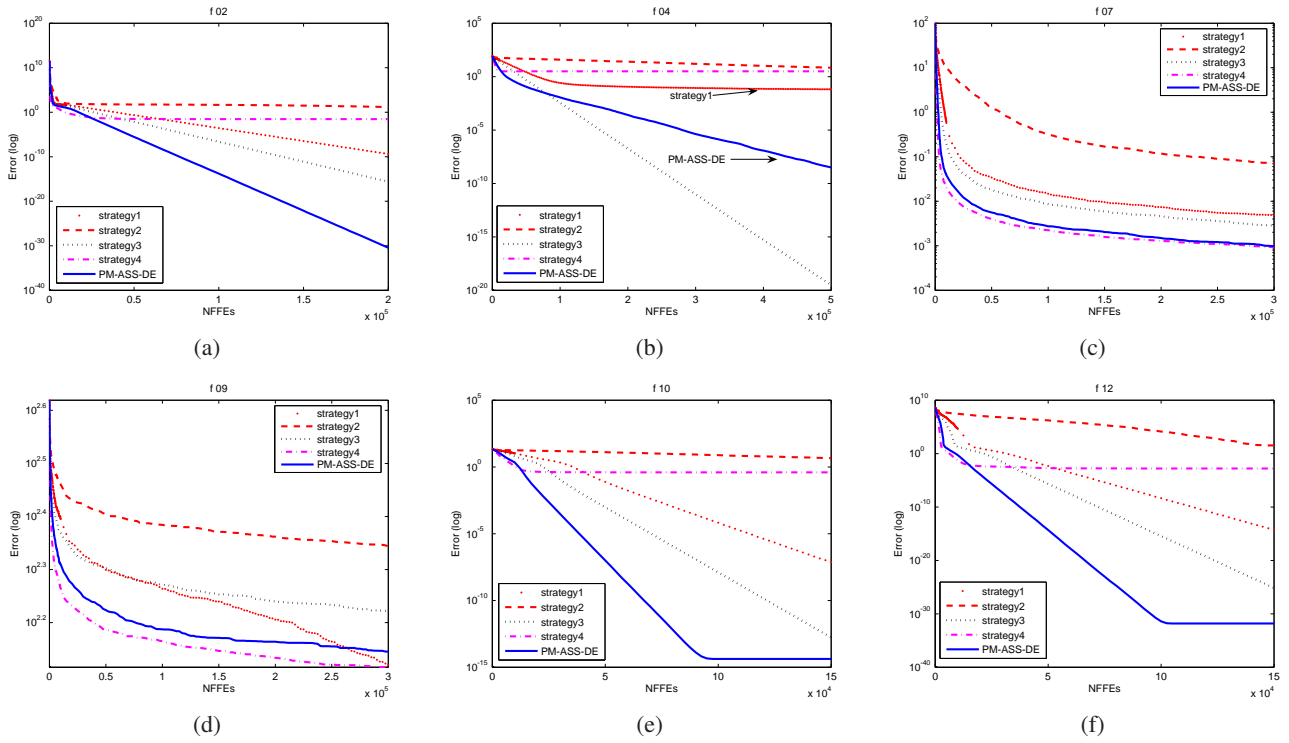 f 02
10^20
10^10
10^0
10^-10
10^-20
10^-30
10^-40
Error (log)
0
0.5
1
1.5
2
x 10^5
NFFEs
strategy1
strategy2
strategy3
strategy4
PM-ASS-DE
(a)
f 04
10^5
10^0
10^-5
10^-10
10^-15
10^-20
Error (log)
0
1
2
3
4
5
x 10^5
NFFEs
strategy1
PM-ASS-DE
strategy1
strategy2
strategy3
strategy4
PM-ASS-DE
(b)
f 07
10^2
10^1
10^0
10^-1
10^-2
10^-3
10^-4
Error (log)
0
0.5
1
1.5
2
2.5
3
x 10^5
NFFEs
strategy1
strategy2
strategy3
strategy4
PM-ASS-DE
(c)
f 09
10^2.6
10^2.5
10^2.4
10^2.3
10^2.2
Error (log)
0
0.5
1
1.5
2
2.5
3
x 10^5
NFFEs
strategy1
strategy2
strategy3
strategy4
PM-ASS-DE
(d)
f 10
10^5
10^0
10^-5
10^-10
10^-15
Error (log)
0
5
10
15
x 10^4
NFFEs
strategy1
strategy2
strategy3
strategy4
PM-ASS-DE
(e)
f 12
10^10
10^0
10^-10
10^-20
10^-30
10^-40
Error (log)
0
5
10
15
x 10^4
NFFEs
strategy1
strategy2
strategy3
strategy4
PM-ASS-DE
(f)